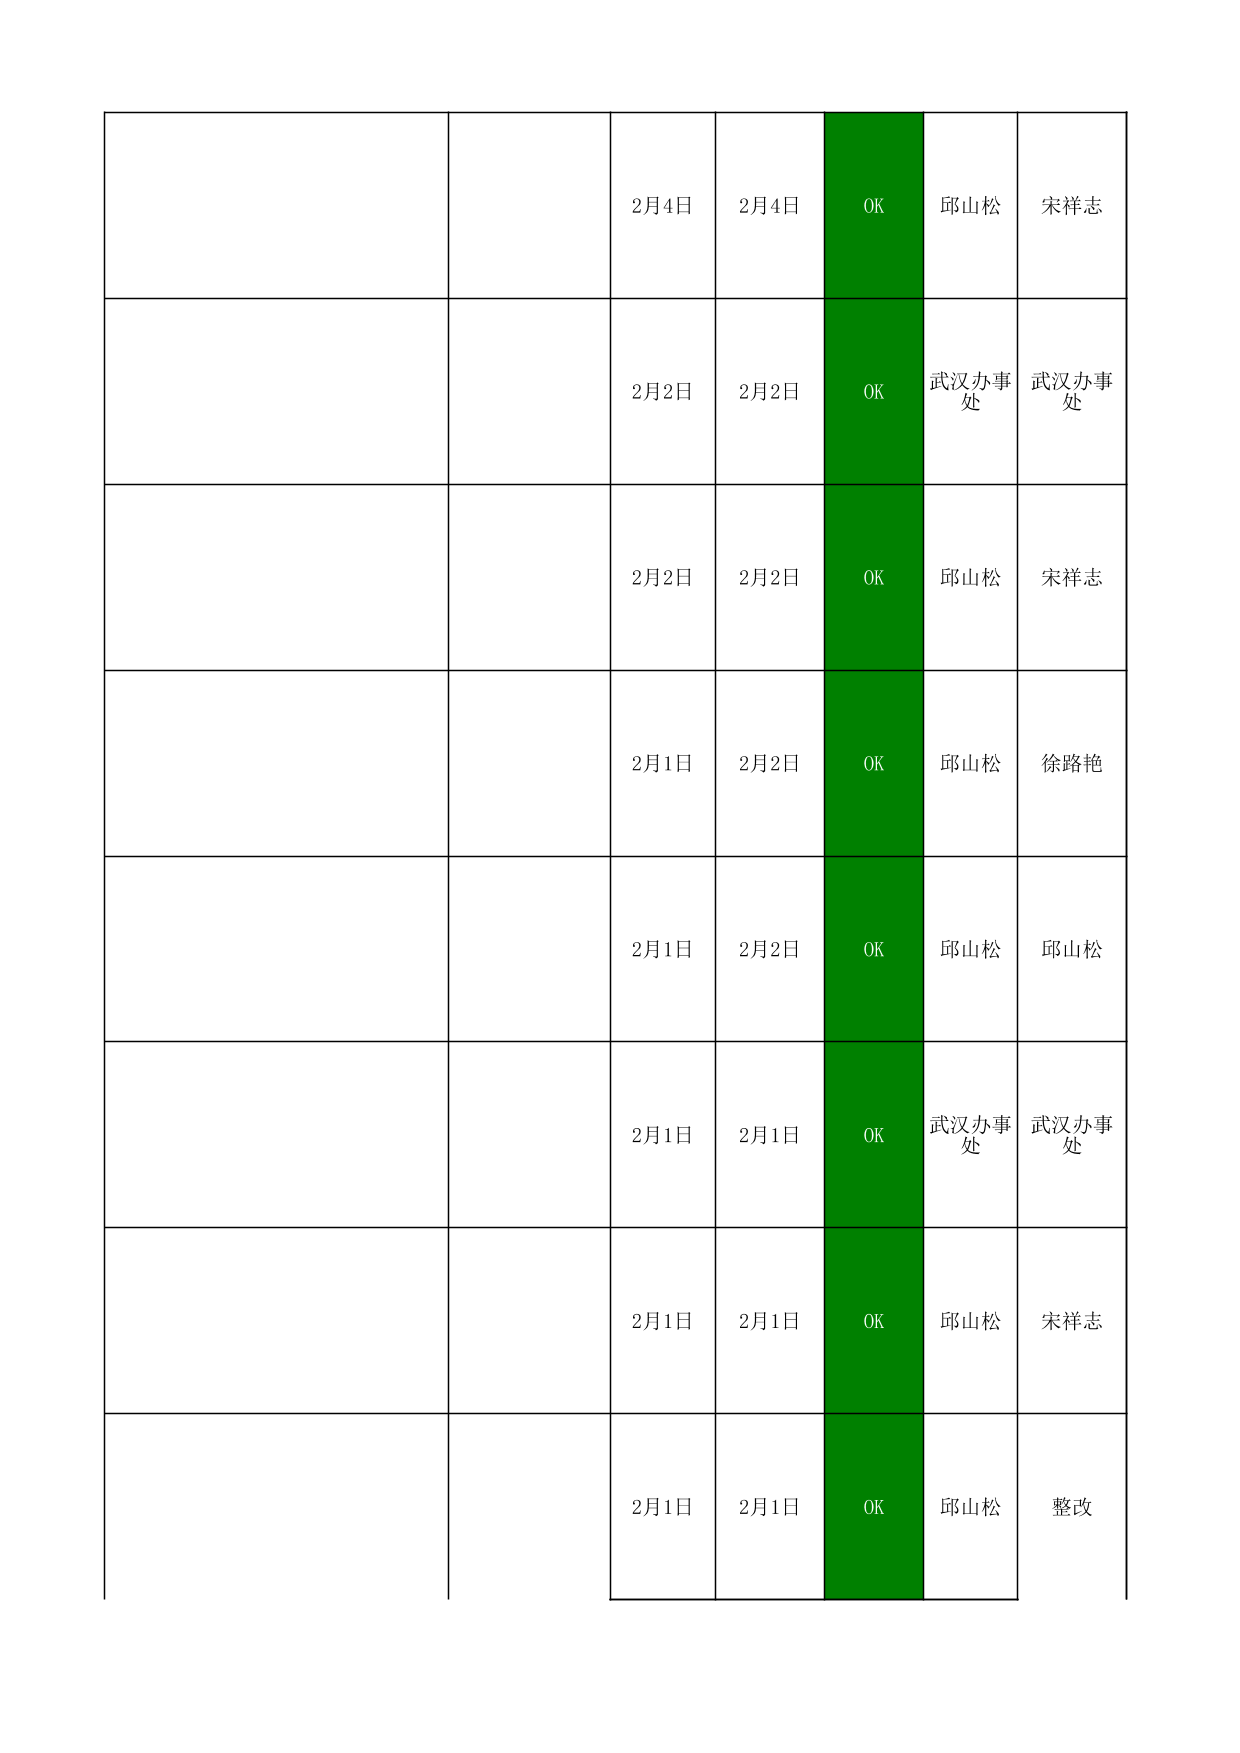 2月4日 2月4日 OK 邱山松 宋祥志
2月2日 2月2日 OK 武汉办事处 武汉办事处
2月2日 2月2日 OK 邱山松 宋祥志
2月1日 2月2日 OK 邱山松 徐路艳
2月1日 2月2日 OK 邱山松 邱山松
2月1日 2月1日 OK 武汉办事处 武汉办事处
2月1日 2月1日 OK 邱山松 宋祥志
2月1日 2月1日 OK 邱山松 整改